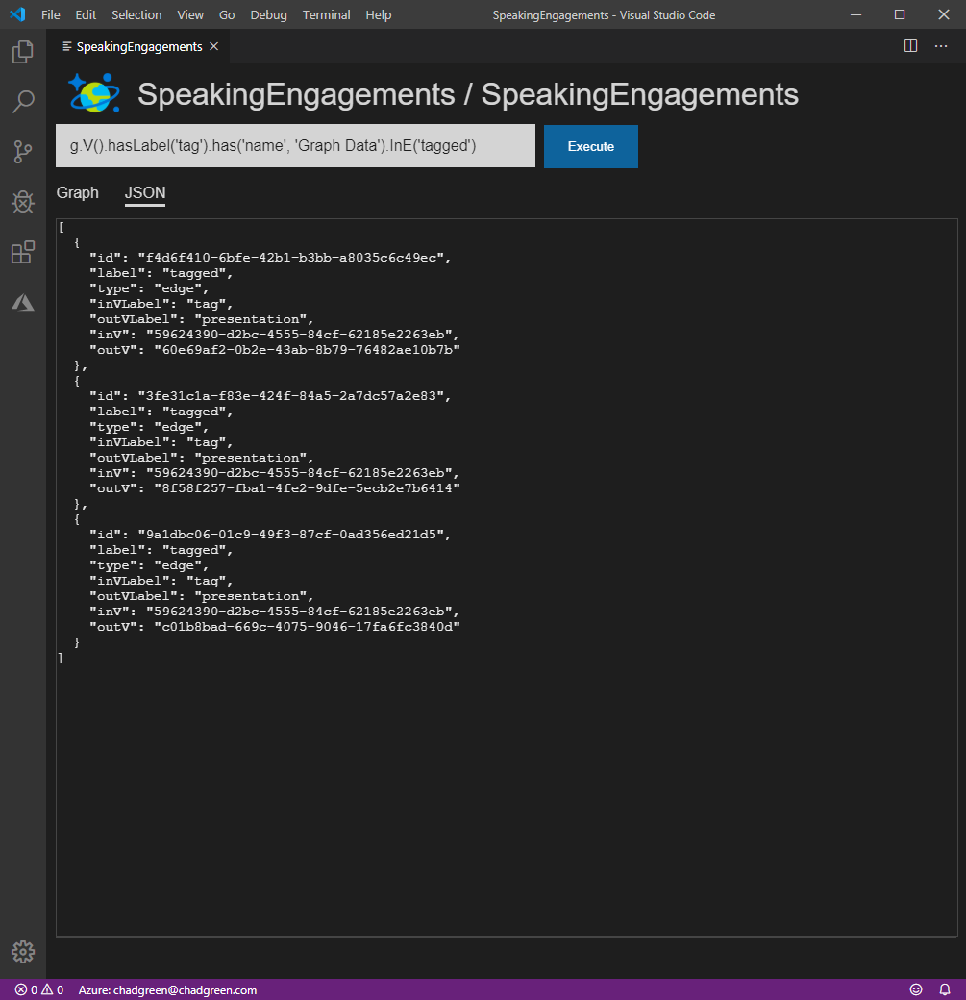 File Edit Selection View Go Debug Terminal Help SpeakingEngagements - Visual Studio Code
SpeakingEngagements
SpeakingEngagements / SpeakingEngagements
g.V().hasLabel('tag').has('name', 'Graph Data').InE('tagged') Execute
Graph JSON
[
{
"id": "f4d6f410-6bfe-42b1-b3bb-a8035c6c49ec",
"label": "tagged",
"type": "edge",
"inVLabel": "tag",
"outVLabel": "presentation",
"inV": "59624390-d2bc-4555-84cf-62185e2263eb",
"outV": "60e69af2-0b2e-43ab-8b79-76482ae10b7b"
},
{
"id": "3fe31c1a-f83e-424f-84a5-2a7dc57a2e83",
"label": "tagged",
"type": "edge",
"inVLabel": "tag",
"outVLabel": "presentation",
"inV": "59624390-d2bc-4555-84cf-62185e2263eb",
"outV": "8f58f257-fba1-4fe2-9dfe-5ecb2e7b6414"
},
{
"id": "9a1dbc06-01c9-49f3-87cf-0ad356ed21d5",
"label": "tagged",
"type": "edge",
"inVLabel": "tag",
"outVLabel": "presentation",
"inV": "59624390-d2bc-4555-84cf-62185e2263eb",
"outV": "c01b8bad-669c-4075-9046-17fa6fc3840d"
}
]
0 0 Azure: chadgreen@chadgreen.com